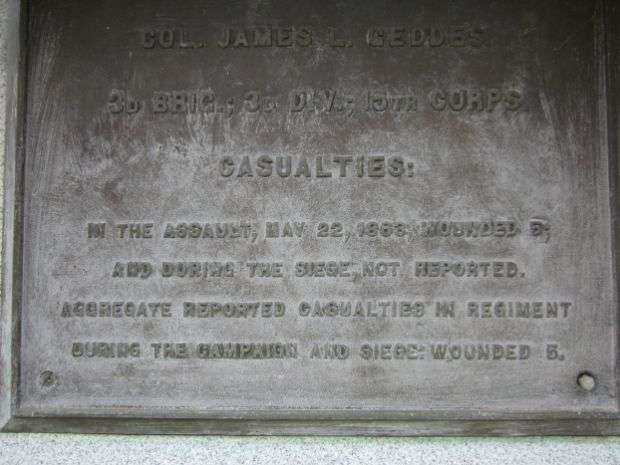 COL. JAMES L. GEDDES
3D BRIG.; 3D DIV.; 15TH CORPS.
CASUALTIES:
IN THE ASSAULT, MAY 22, 1863, WOUNDED 5;
AND DURING THE SIEGE, NOT REPORTED.
AGGREGATE REPORTED CASUALTIES IN REGIMENT
DURING THE CAMPAIGN AND SIEGE: WOUNDED 5.